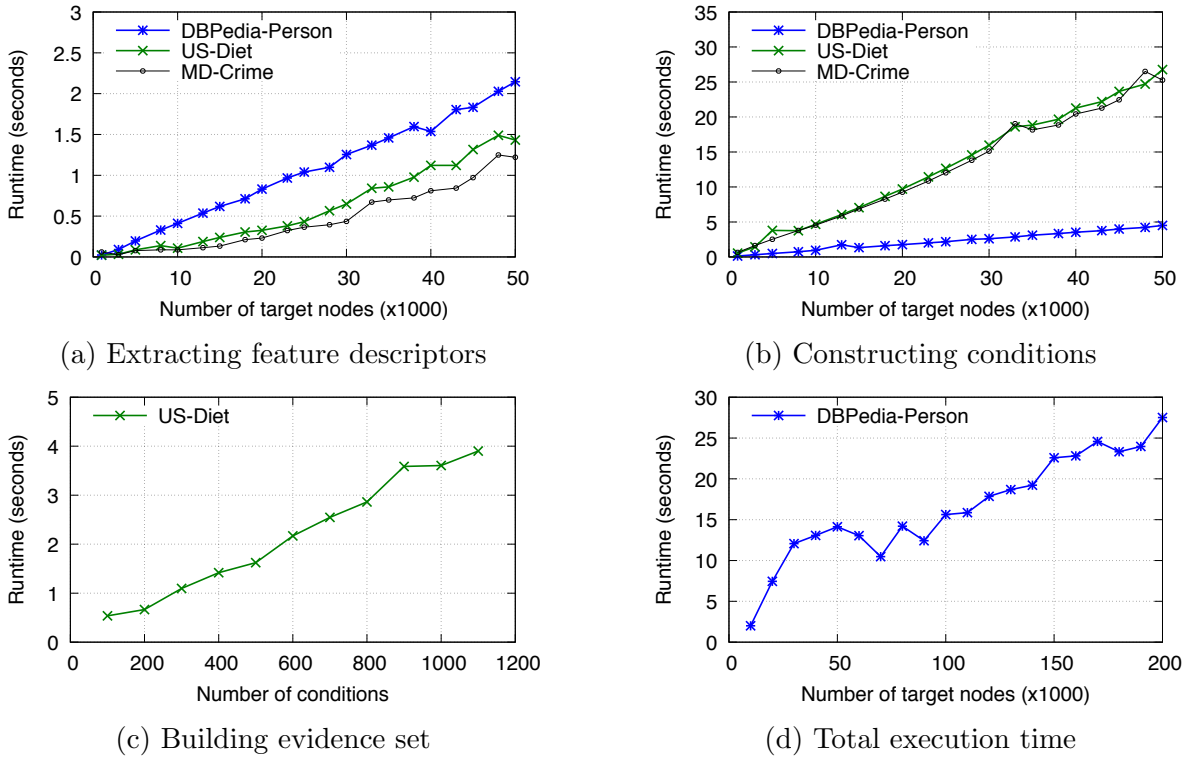 DBPedia-Person
US-Diet
MD-Crime
Runtime (seconds)
3
2.5
2
1.5
1
0.5
0
0 10 20 30 40 50
Number of target nodes (x1000)
(a) Extracting feature descriptors
DBPedia-Person
US-Diet
MD-Crime
Runtime (seconds)
35
30
25
20
15
10
5
0
0 10 20 30 40 50
Number of target nodes (x1000)
(b) Constructing conditions
US-Diet
Runtime (seconds)
5
4
3
2
1
0
0 200 400 600 800 1000 1200
Number of conditions
(c) Building evidence set
DBPedia-Person
Runtime (seconds)
30
25
20
15
10
5
0
0 50 100 150 200
Number of target nodes (x1000)
(d) Total execution time